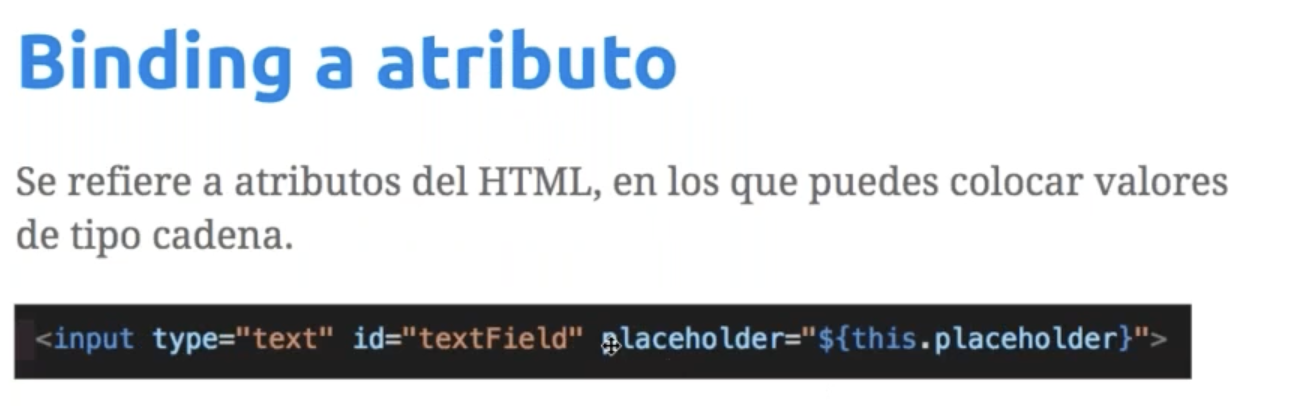 Binding a atributo
Se refiere a atributos del HTML, en los que puedes colocar valores
de tipo cadena.
<input type="text" id="textField" placeholder="${this.placeholder}">